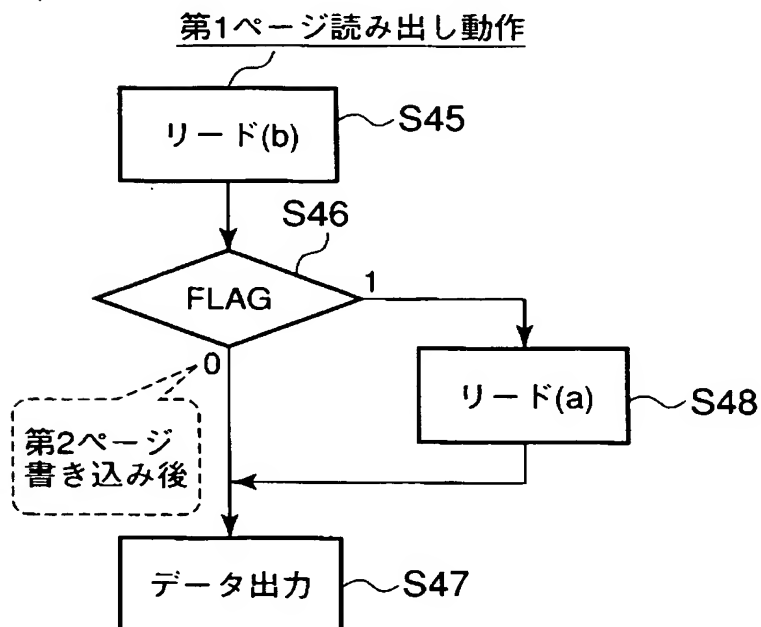 第1ページ読み出し動作
リード(b)
S45
S46
FLAG
1
0
リード(a)
S48
第2ページ
書き込み後
データ出力
S47